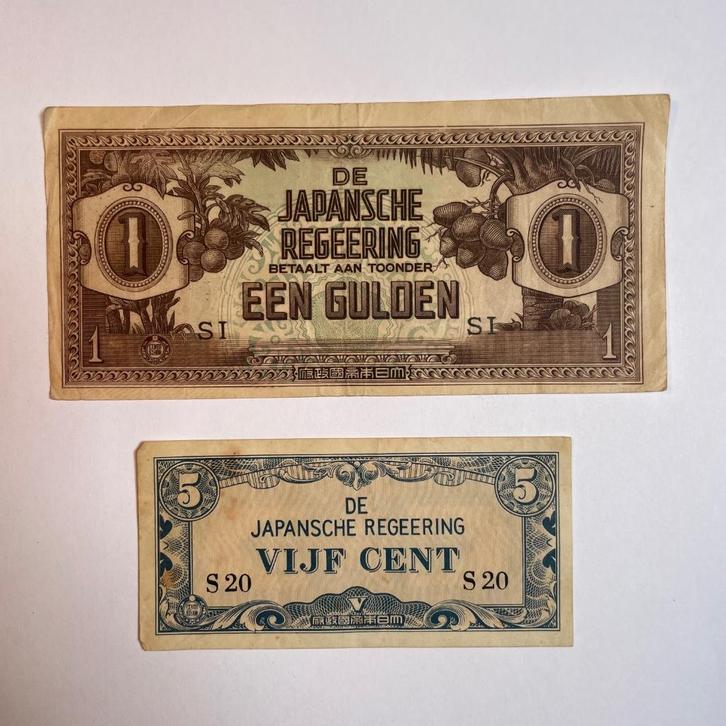 DE
JAPANSCHE
REGEERING
BETAALT AAN TOONDER
EEN GULDEN
1 1
SI SI
1 1
府政國帝本日大
5 5
DE
JAPANSCHE REGEERING
VIJF CENT
S 20 S 20
V
府政國帝本日大